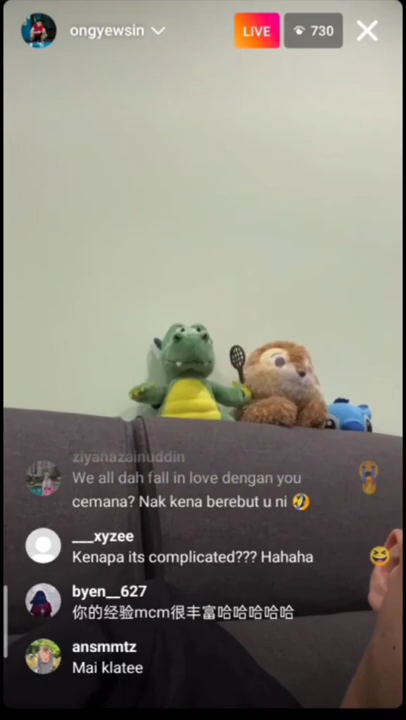 ongyewsin
LIVE
730
ziyanazainuddin
We all dah fall in love dengan you
cemana? Nak kena berebut u ni 🤣
___xyzee
Kenapa its complicated??? Hahaha
byen__627
你的经验mcm很丰富哈哈哈哈哈
ansmmtz
Mai klatee